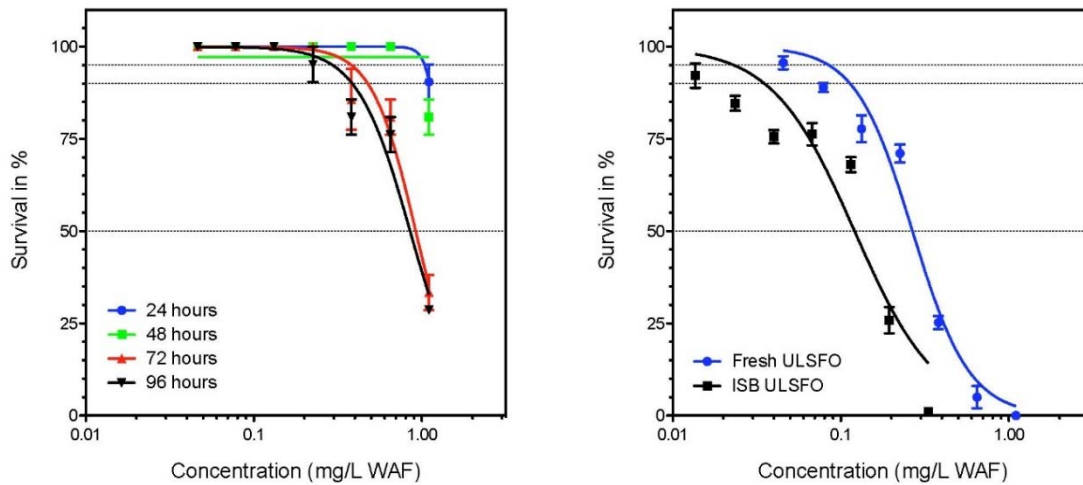 100
75
50
25
0
Survival in %
24 hours
48 hours
72 hours
96 hours
0.01
0.1
1.00
Concentration (mg/L WAF)
100
75
50
25
0
Survival in %
Fresh ULSFO
ISB ULSFO
0.01
0.1
1.00
Concentration (mg/L WAF)